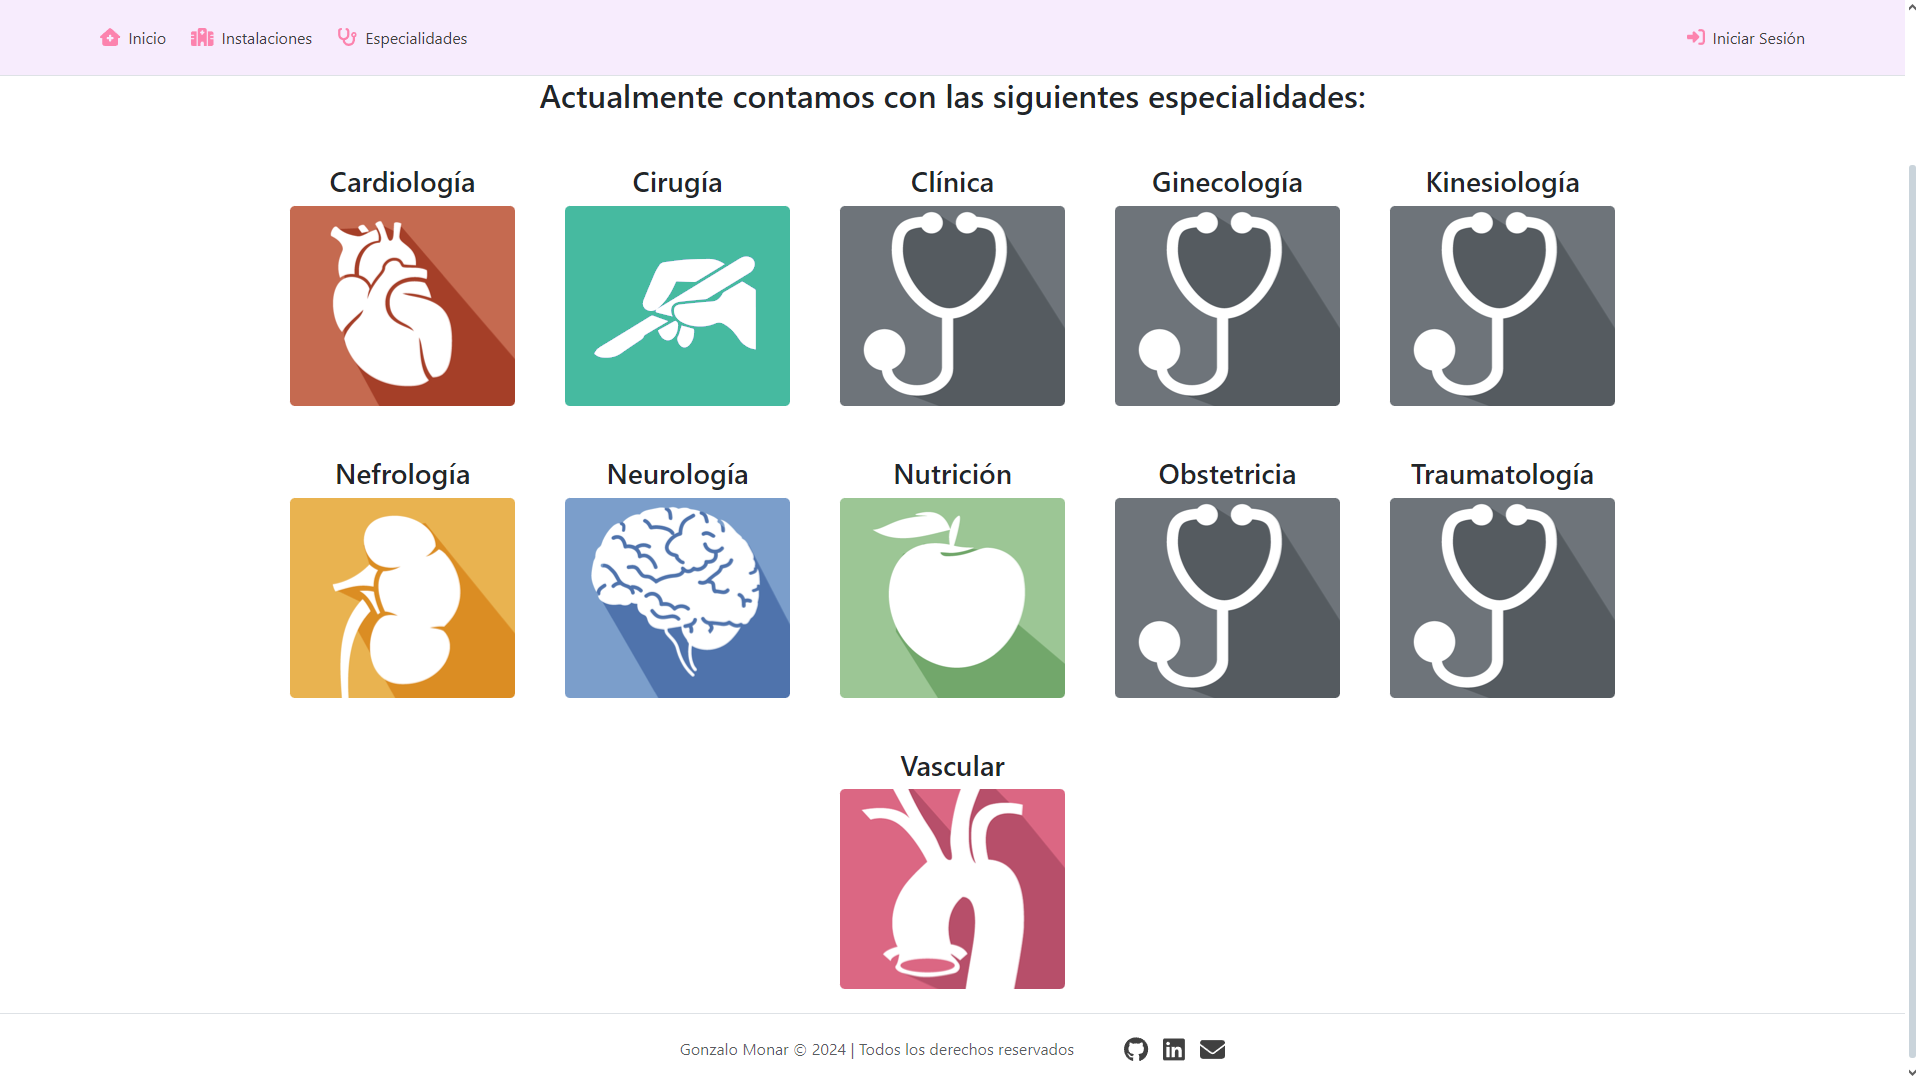 Inicio Instalaciones Especialidades Iniciar Sesión
Actualmente contamos con las siguientes especialidades:
Cardiología Cirugía Clínica Ginecología Kinesiología
Nefrología Neurología Nutrición Obstetricia Traumatología
Vascular
Gonzalo Monar © 2024 | Todos los derechos reservados